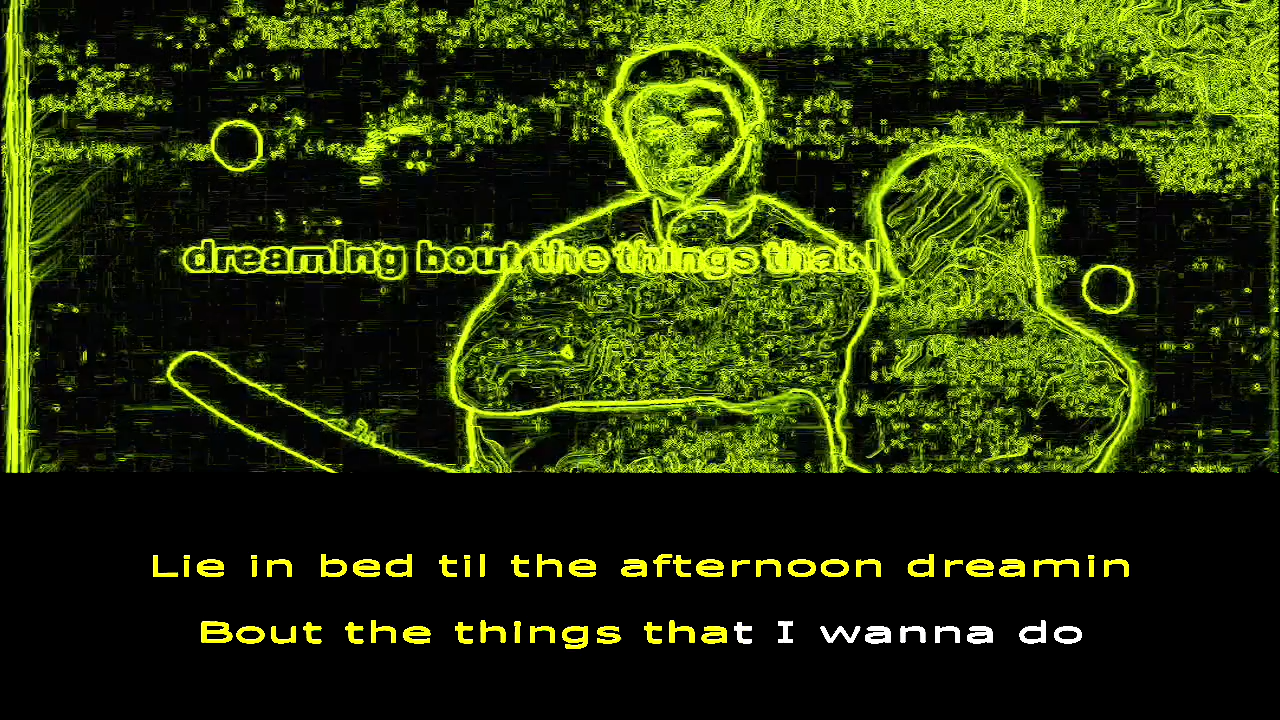 dreaming bout the things that I
Lie in bed til the afternoon dreamin
Bout the things that I wanna do